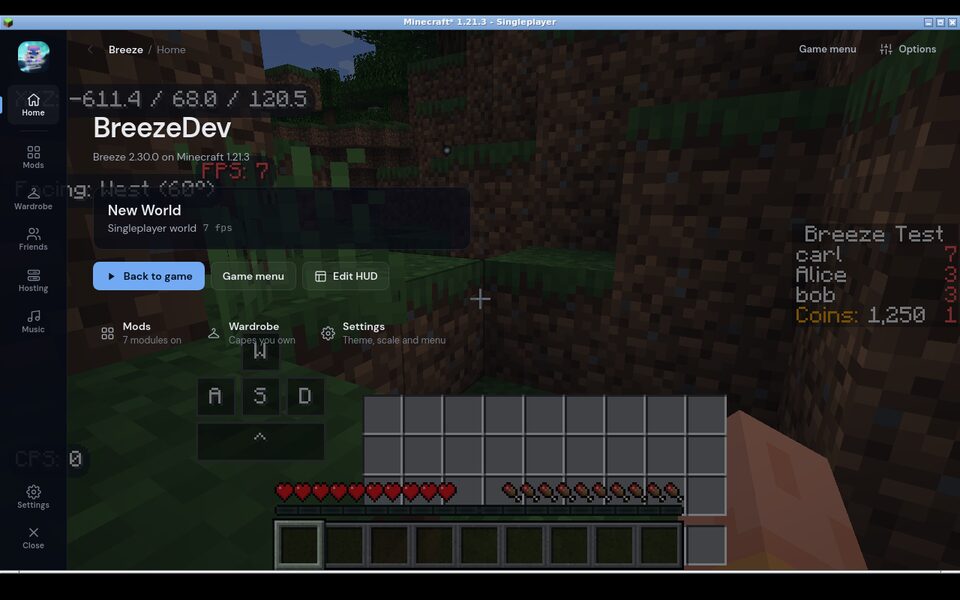 Minecraft* 1.21.3 - Singleplayer
Breeze / Home
Game menu
Options
Home
-611.4 / 68.0 / 120.5
BreezeDev
Breeze 2.30.0 on Minecraft 1.21.3
FPS: 7
Mods
Facing: West (60°)
Wardrobe
New World
Singleplayer world 7 fps
Friends
Breeze Test
carl 7
Alice 3
bob 3
Coins: 1,250 1
Hosting
Back to game
Game menu
Edit HUD
Music
Mods
7 modules on
Wardrobe
Capes you own
Settings
Theme, scale and menu
W
A S D
^
CPS: 0
Settings
Close